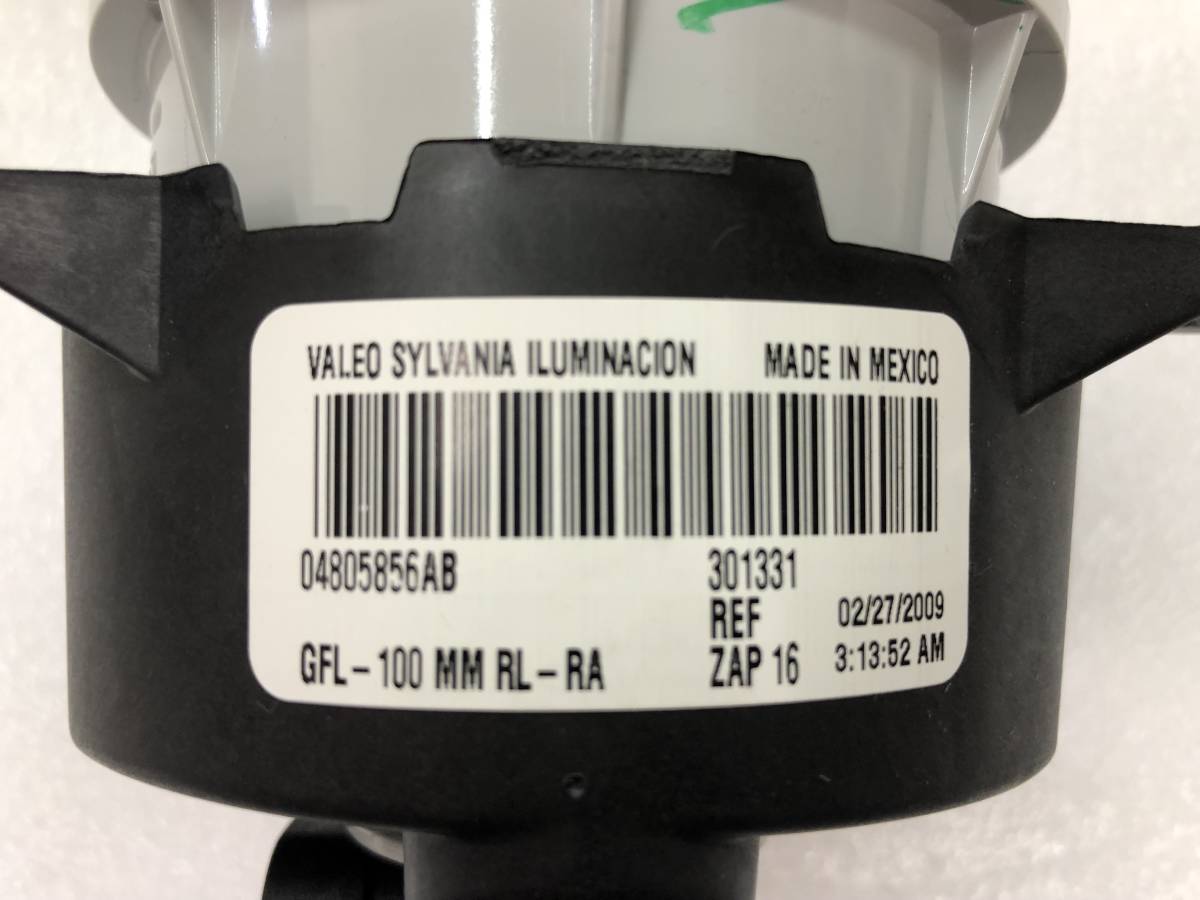 VALEO SYLVANIA ILUMINACION MADE IN MEXICO
04805856AB 301331
REF 02/27/2009
GFL-100 MM RL-RA ZAP 16 3:13:52 AM